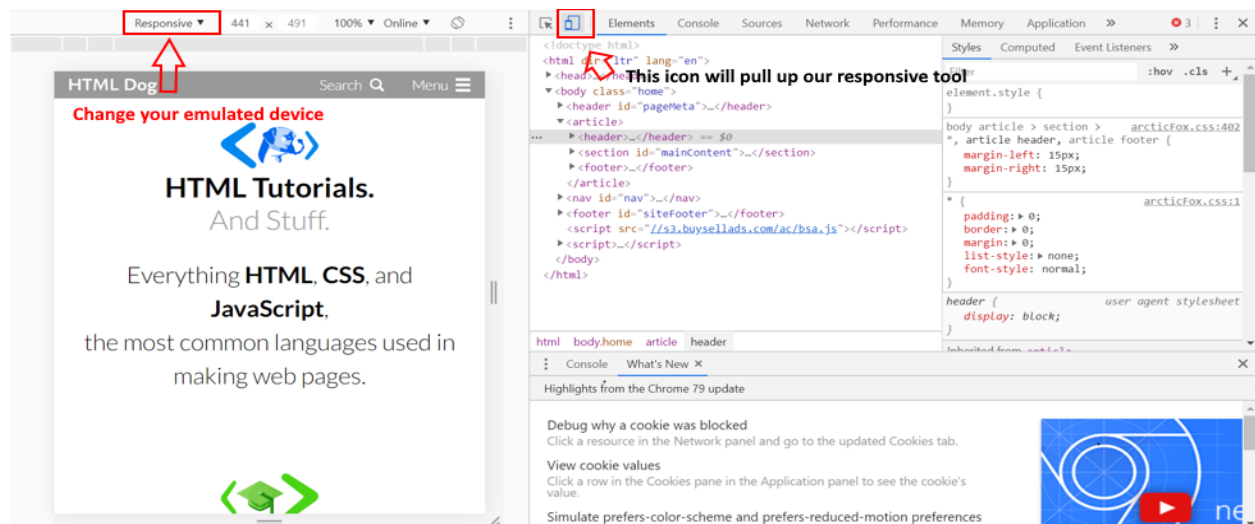 Responsive ▼ 441 x 491 100% ▼ Online ▼
HTML Dog Search Menu
Change your emulated device
HTML Tutorials.
And Stuff.
Everything HTML, CSS, and
JavaScript,
the most common languages used in
making web pages.
Elements Console Sources Network Performance Memory Application » 3
This icon will pull up our responsive tool
<!doctype html>
<html dir="ltr" lang="en">
▶<head>…</head>
▼<body class="home">
▶<header id="pageMeta">…</header>
▼<article>
… ▶<header>…</header> == $0
▶<section id="mainContent">…</section>
▶<footer>…</footer>
</article>
▶<nav id="nav">…</nav>
▶<footer id="siteFooter">…</footer>
<script src="//s3.buysellads.com/ac/bsa.js"></script>
▶<script>…</script>
</body>
</html>
html body.home article header
Styles Computed Event Listeners »
:hov .cls +
element.style {
}
body article > section > arcticFox.css:402
*, article header, article footer {
margin-left: 15px;
margin-right: 15px;
}
* { arcticFox.css:1
padding:▶ 0;
border:▶ 0;
margin:▶ 0;
list-style:▶ none;
font-style: normal;
}
header { user agent stylesheet
display: block;
}
Inherited from article
Console What's New ×
Highlights from the Chrome 79 update
Debug why a cookie was blocked
Click a resource in the Network panel and go to the updated Cookies tab.
View cookie values
Click a row in the Cookies pane in the Application panel to see the cookie's
value.
Simulate prefers-color-scheme and prefers-reduced-motion preferences
ne